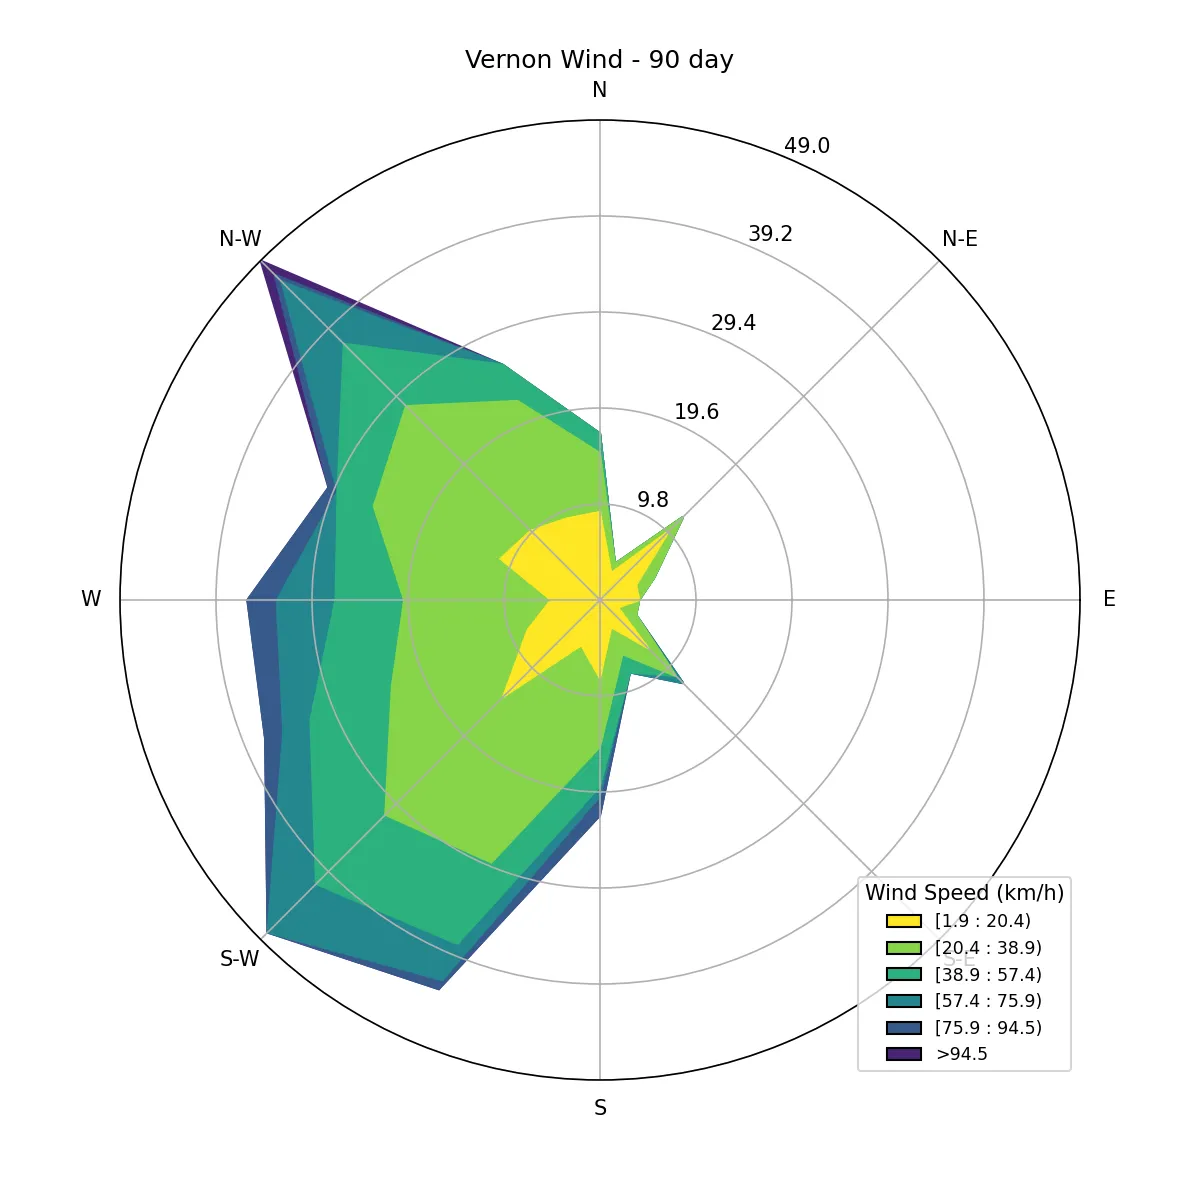 Vernon Wind - 90 day
N
49.0
39.2
N-W
N-E
29.4
19.6
9.8
W
E
S-W
S-E
S
Wind Speed (km/h)
[1.9 : 20.4)
[20.4 : 38.9)
[38.9 : 57.4)
[57.4 : 75.9)
[75.9 : 94.5)
>94.5